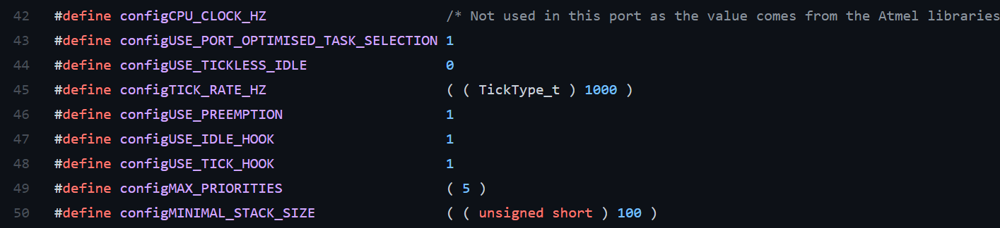 42 #define configCPU_CLOCK_HZ /* Not used in this port as the value comes from the Atmel libraries
43 #define configUSE_PORT_OPTIMISED_TASK_SELECTION 1
44 #define configUSE_TICKLESS_IDLE 0
45 #define configTICK_RATE_HZ ( ( TickType_t ) 1000 )
46 #define configUSE_PREEMPTION 1
47 #define configUSE_IDLE_HOOK 1
48 #define configUSE_TICK_HOOK 1
49 #define configMAX_PRIORITIES ( 5 )
50 #define configMINIMAL_STACK_SIZE ( ( unsigned short ) 100 )